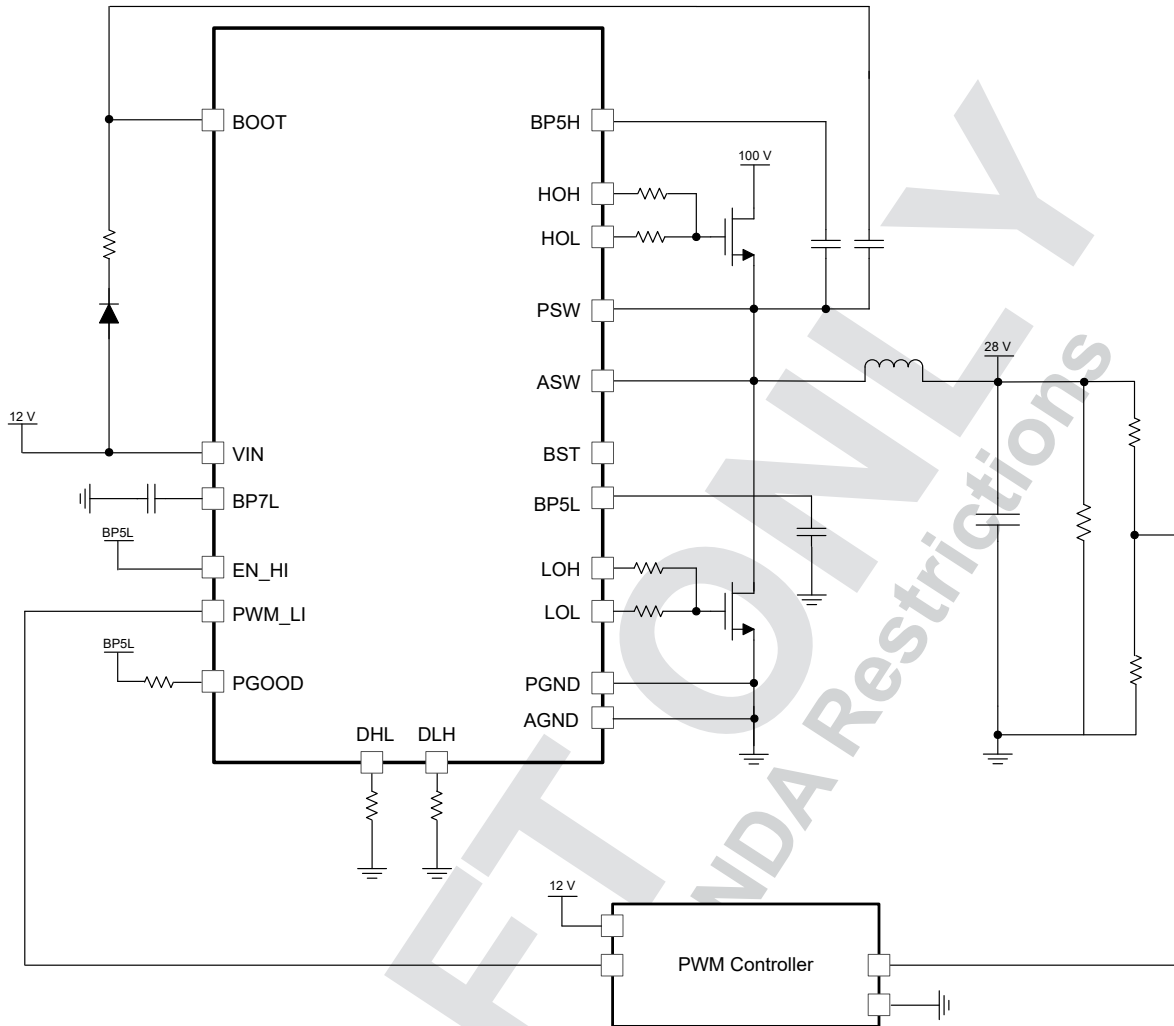 BOOT
BP5H
100 V
HOH
HOL
PSW
ASW
28 V
12 V
VIN
BST
BP7L
BP5L
BP5L
EN_HI
LOH
PWM_LI
LOL
BP5L
PGOOD
PGND
AGND
DHL
DLH
12 V
PWM Controller
FT ONLY
NDA Restrictions